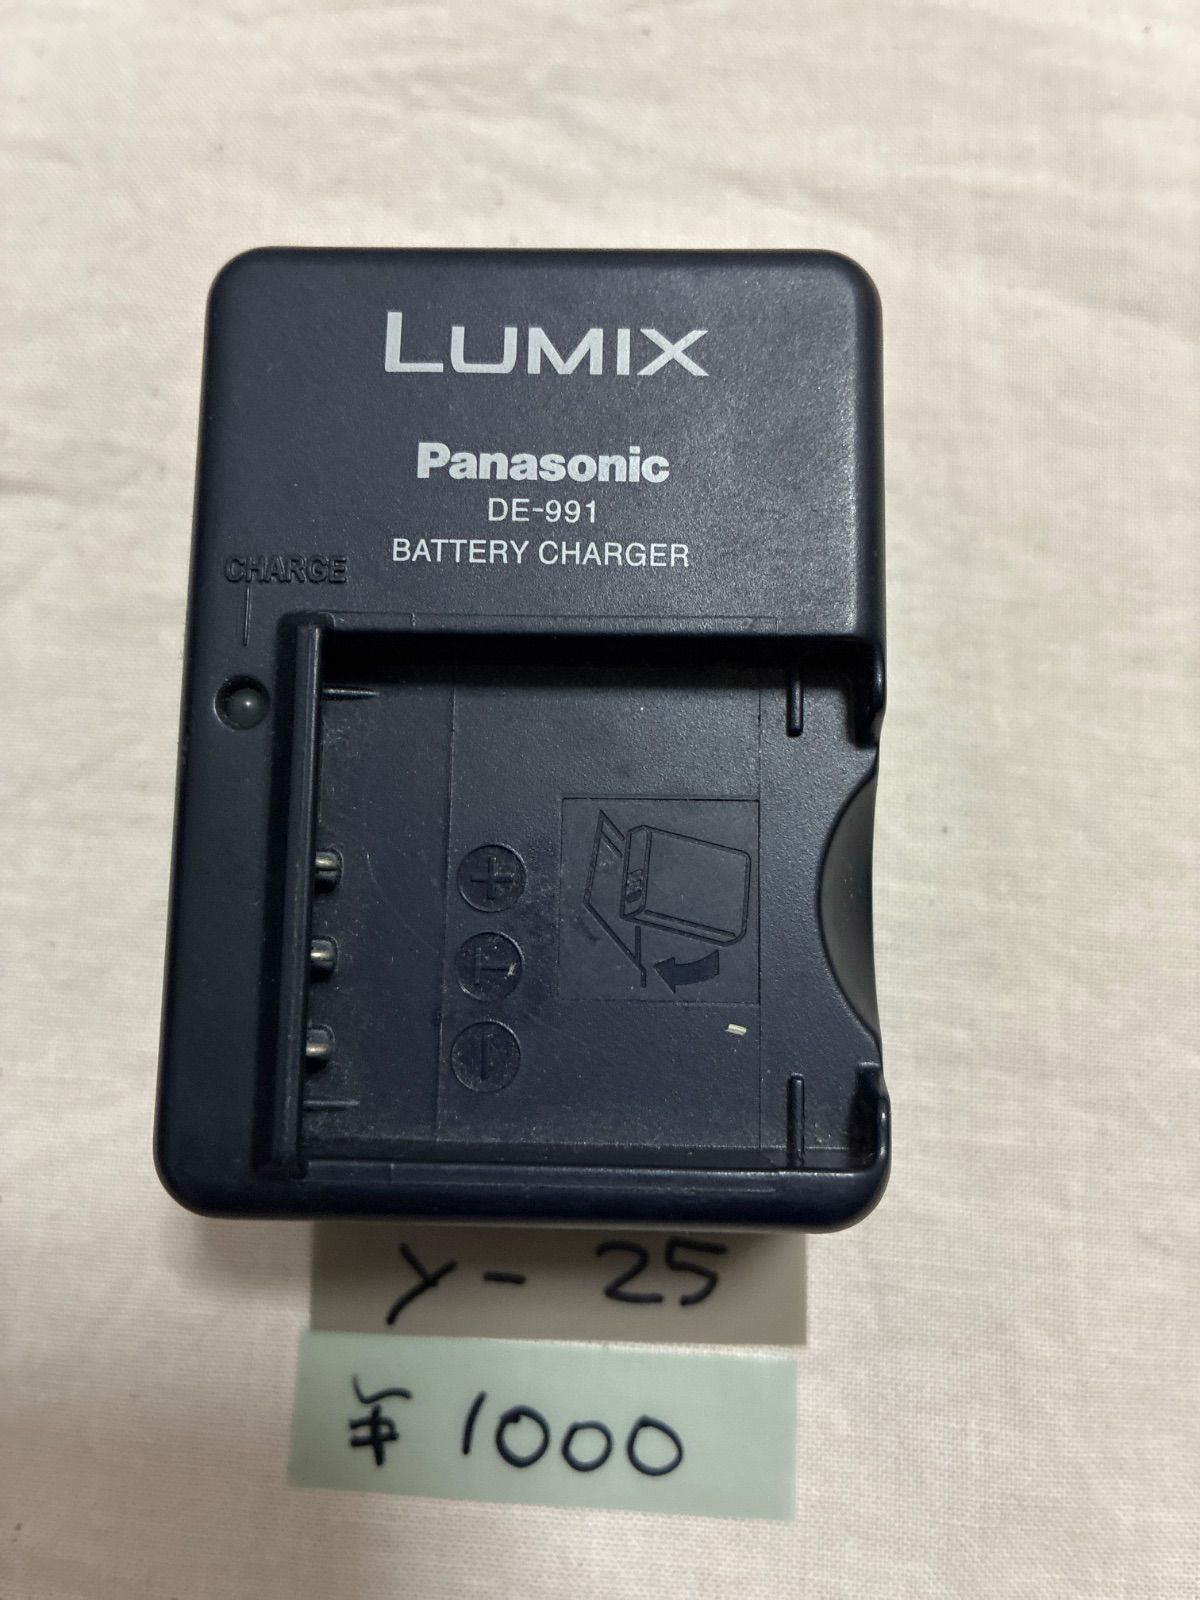 LUMIX
Panasonic
DE-991
BATTERY CHARGER
CHARGE
+
T
−
Y- 25
¥1000